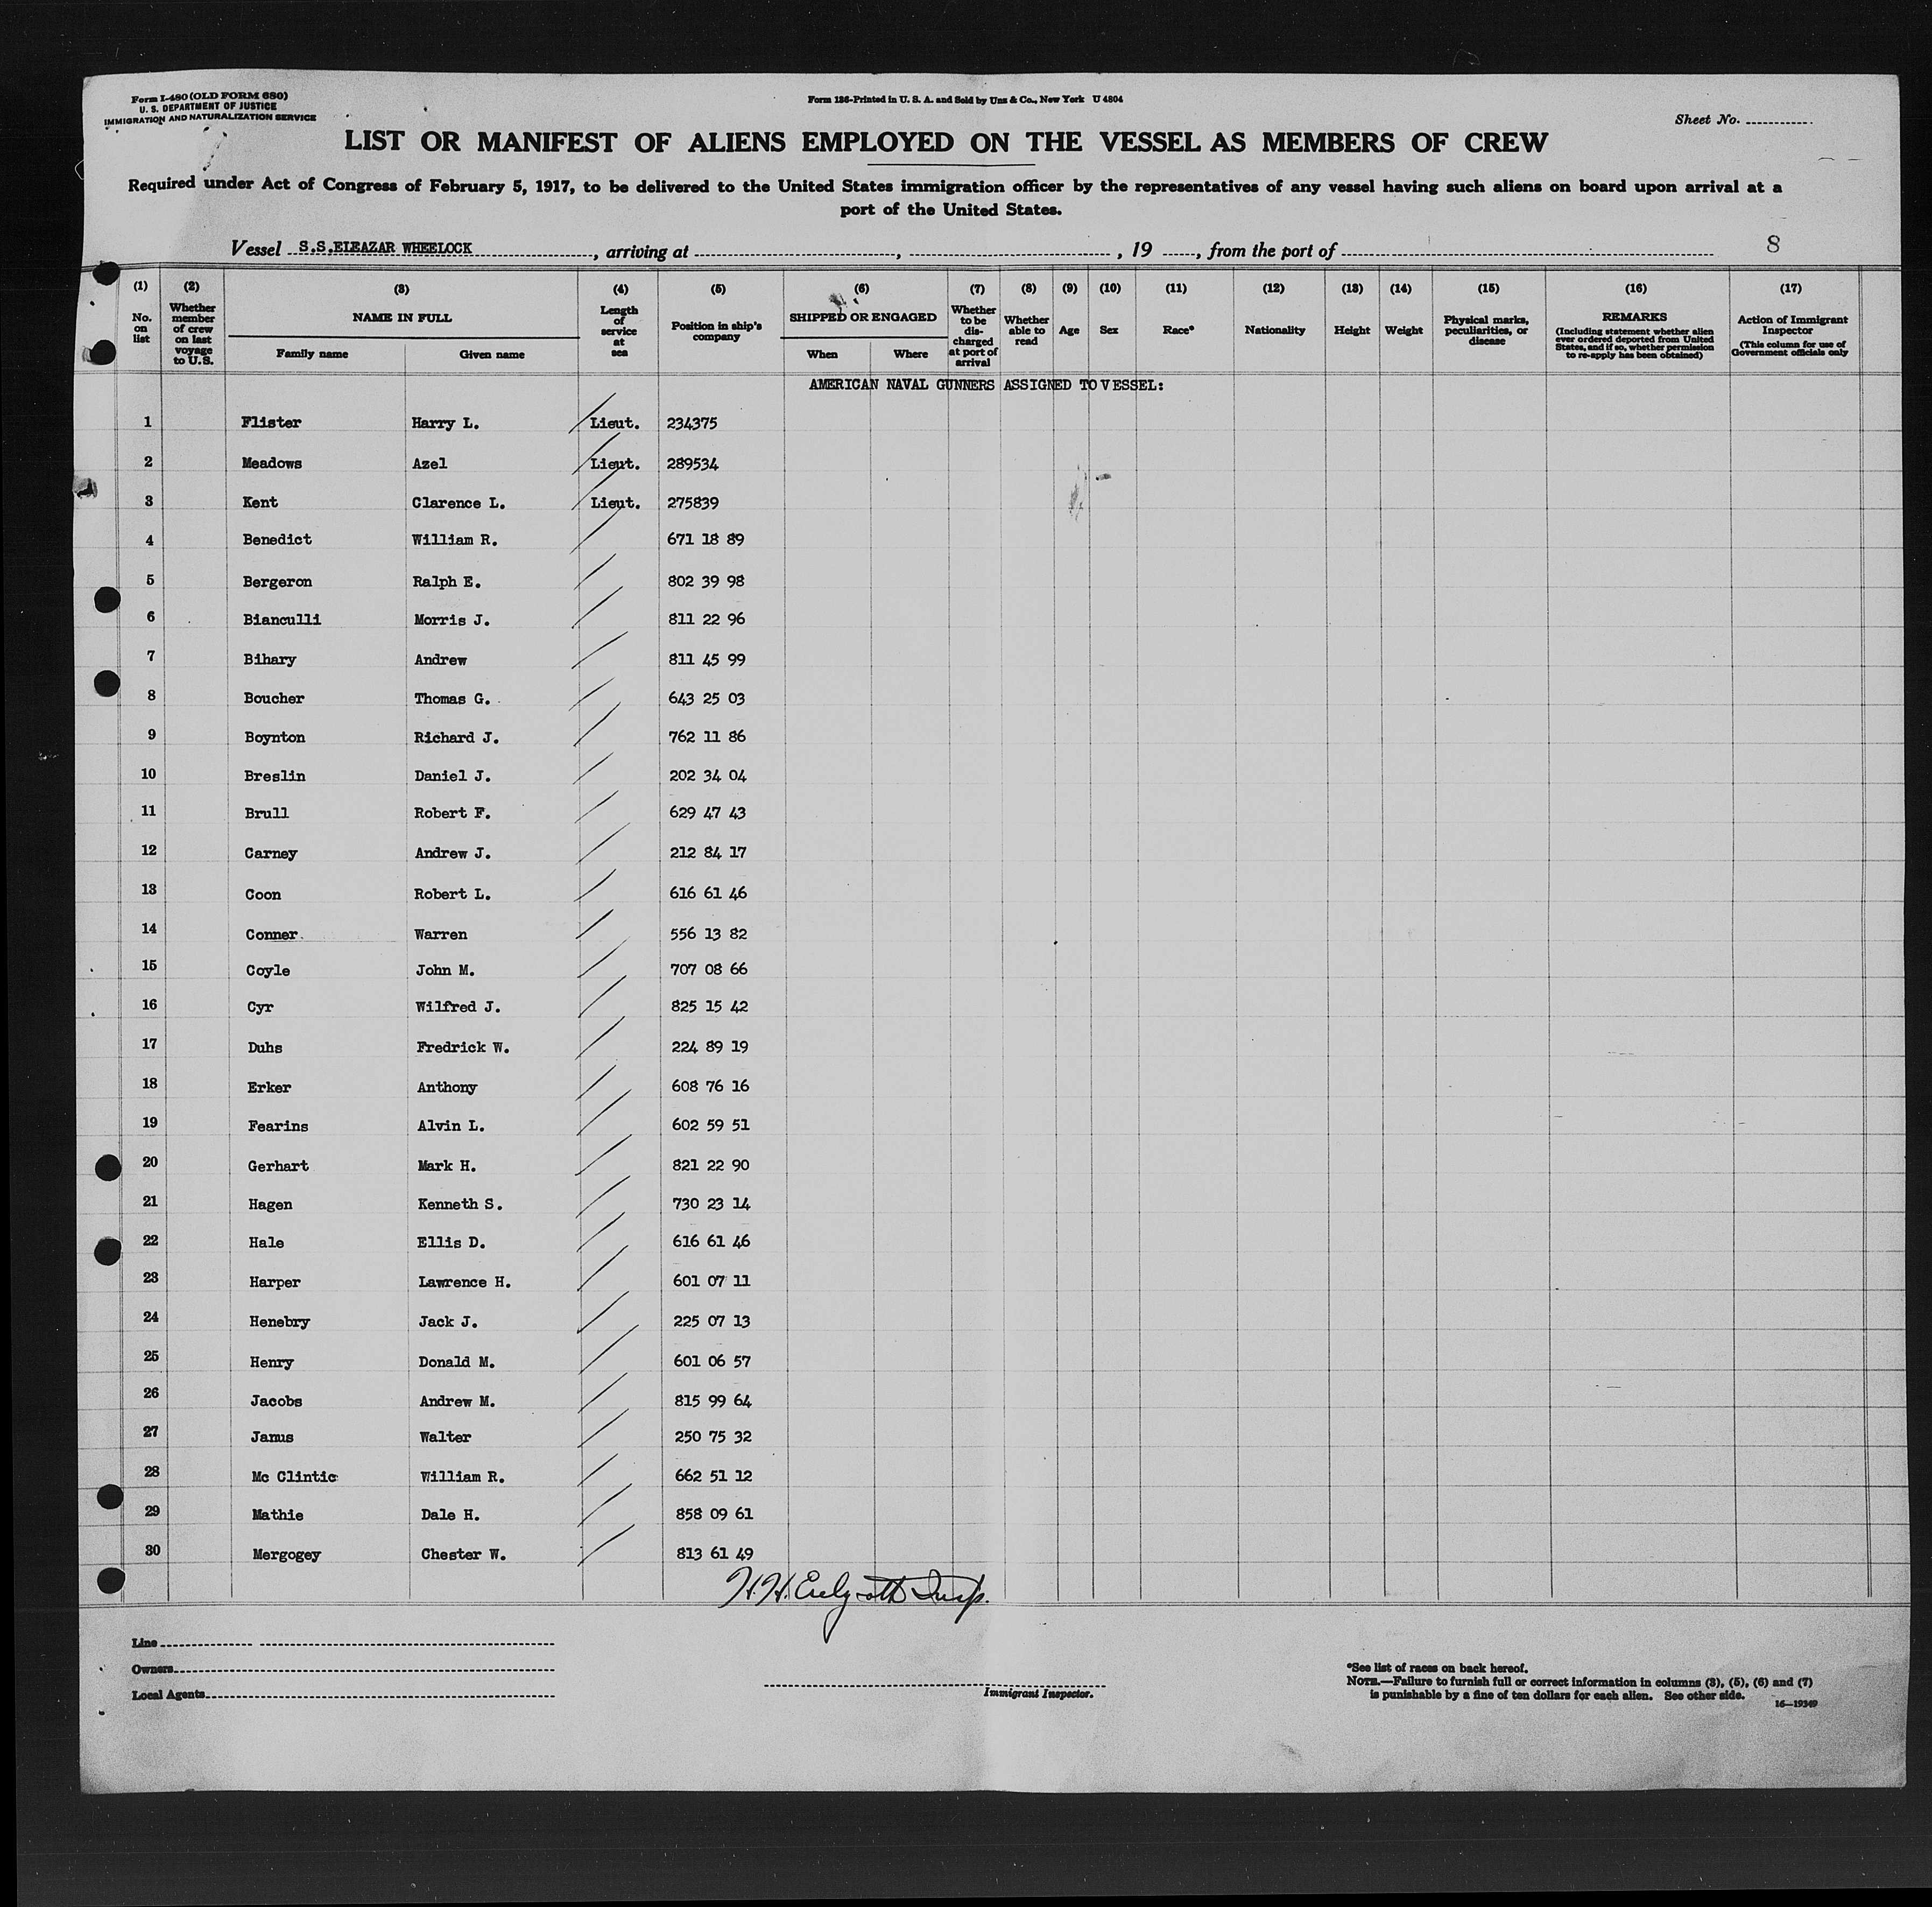 Form I-480 (OLD FORM 680)
U. S. DEPARTMENT OF JUSTICE
IMMIGRATION AND NATURALIZATION SERVICE
Form 186-Printed in U. S. A. and Sold by Unz & Co., New York U 4804
Sheet No.
LIST OR MANIFEST OF ALIENS EMPLOYED ON THE VESSEL AS MEMBERS OF CREW
Required under Act of Congress of February 5, 1917, to be delivered to the United States immigration officer by the representatives of any vessel having such aliens on board upon arrival at a
port of the United States.
Vessel S.S.ELEAZAR WHEELOCK, arriving at , , 19 , from the port of 8
(1) No. on list
(2) Whether member of crew on last voyage to U.S.
(3) NAME IN FULL
Family name Given name
(4) Length of service at sea
(5) Position in ship's company
(6) SHIPPED OR ENGAGED
When Where
(7) Whether to be discharged at port of arrival
(8) Whether able to read
(9) Age
(10) Sex
(11) Race*
(12) Nationality
(13) Height
(14) Weight
(15) Physical marks, peculiarities, or disease
(16) REMARKS (Including statement whether alien ever ordered deported from United States, and if so, whether permission to re-apply has been obtained)
(17) Action of Immigrant Inspector (This column for use of Government officials only
AMERICAN NAVAL GUNNERS ASSIGNED TO VESSEL:
1 Flister Harry L. Lieut. 234375
2 Meadows Azel Lieut. 289534
3 Kent Clarence L. Lieut. 275839
4 Benedict William R. 671 18 89
5 Bergeron Ralph E. 802 39 98
6 Bianculli Morris J. 811 22 96
7 Bihary Andrew 811 45 99
8 Boucher Thomas G. 643 25 03
9 Boynton Richard J. 762 11 86
10 Breslin Daniel J. 202 34 04
11 Brull Robert F. 629 47 43
12 Carney Andrew J. 212 84 17
13 Coon Robert L. 616 61 46
14 Conner Warren 556 13 82
15 Coyle John M. 707 08 66
16 Cyr Wilfred J. 825 15 42
17 Duhs Fredrick W. 224 89 19
18 Erker Anthony 608 76 16
19 Fearins Alvin L. 602 59 51
20 Gerhart Mark H. 821 22 90
21 Hagen Kenneth S. 730 23 14
22 Hale Ellis D. 616 61 46
23 Harper Lawrence H. 601 07 11
24 Henebry Jack J. 225 07 13
25 Henry Donald M. 601 06 57
26 Jacobs Andrew M. 815 99 64
27 Janus Walter 250 75 32
28 Mc Clintic William R. 662 51 12
29 Mathie Dale H. 858 09 61
30 Mergogey Chester W. 813 61 49
H.H. Insp.
Line
Owners
Local Agents
Immigrant Inspector.
*See list of races on back hereof.
NOTE.—Failure to furnish full or correct information in columns (3), (5), (6) and (7)
is punishable by a fine of ten dollars for each alien. See other side.
16—19349